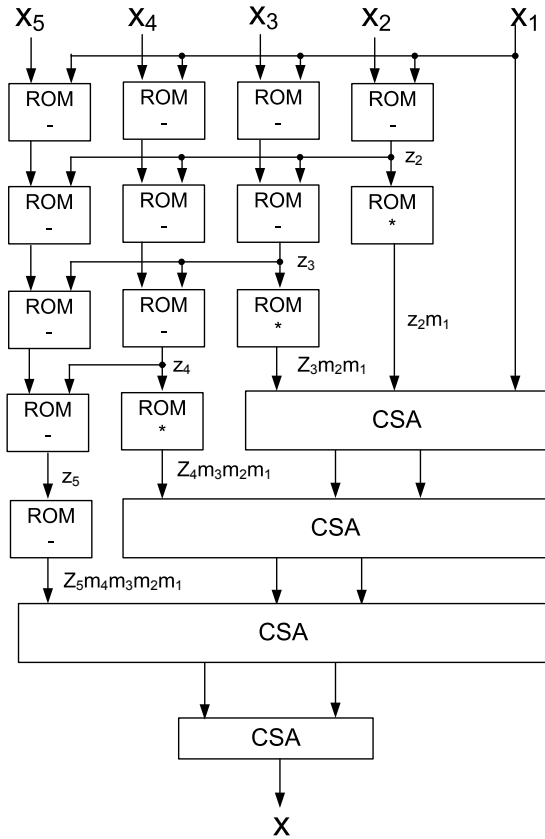 x5 x4 x3 x2 x1
ROM - ROM - ROM - ROM -
z2
ROM - ROM - ROM - ROM *
z3
ROM - ROM - ROM * z2m1
z4 Z3m2m1
ROM - ROM * CSA
z5 Z4m3m2m1
ROM - CSA
Z5m4m3m2m1
CSA
CSA
x